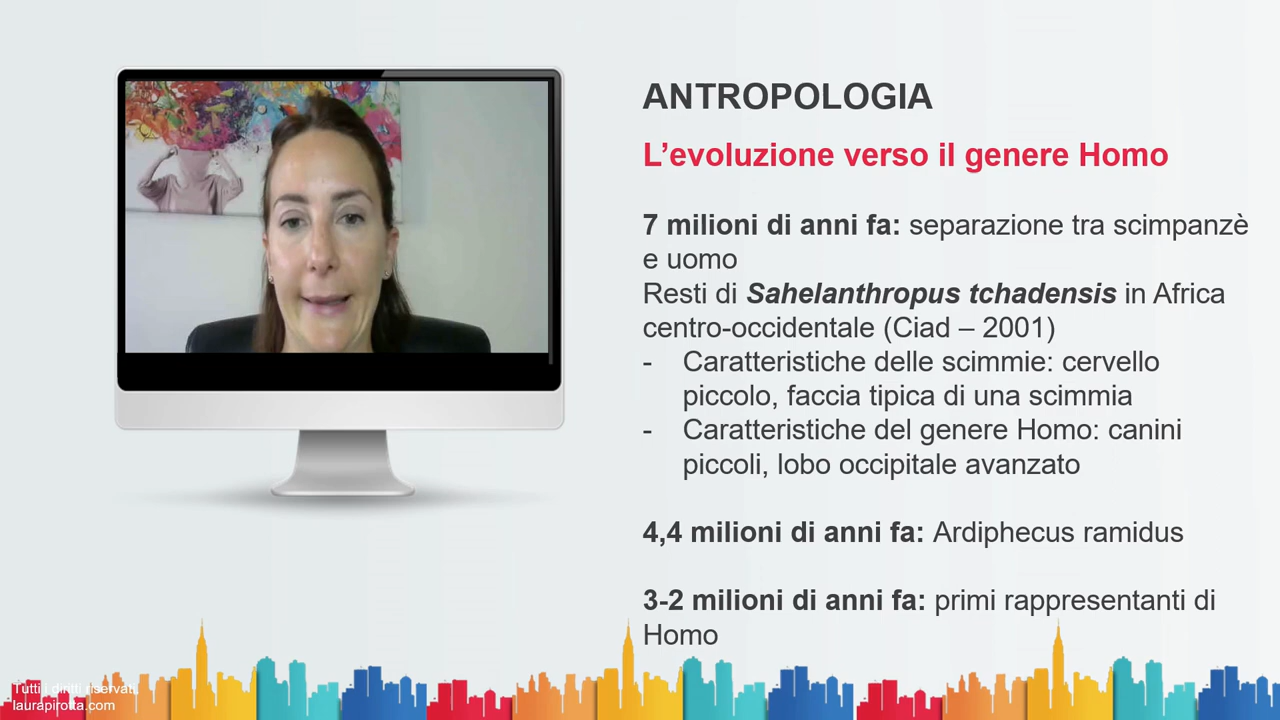 ANTROPOLOGIA
L'evoluzione verso il genere Homo
7 milioni di anni fa: separazione tra scimpanzè
e uomo
Resti di Sahelanthropus tchadensis in Africa
centro-occidentale (Ciad – 2001)
- Caratteristiche delle scimmie: cervello
piccolo, faccia tipica di una scimmia
- Caratteristiche del genere Homo: canini
piccoli, lobo occipitale avanzato
4,4 milioni di anni fa: Ardiphecus ramidus
3-2 milioni di anni fa: primi rappresentanti di
Homo
Tutti i diritti riservati
laurapirotta.com